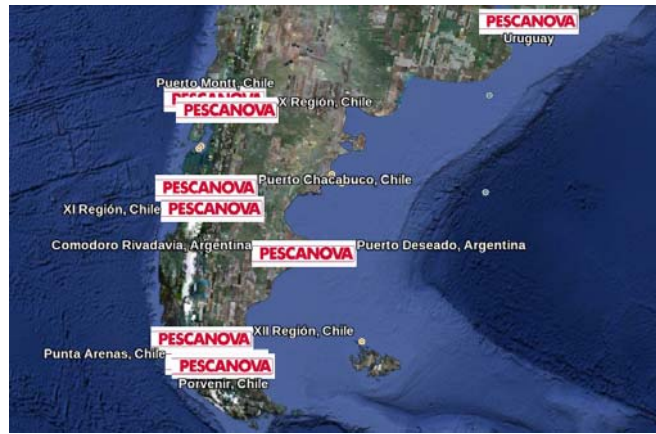 PESCANOVA
Uruguay
Puerto Montt, Chile
PESCANOVA
X Región, Chile
PESCANOVA
PESCANOVA
Puerto Chacabuco, Chile
XI Región, Chile
PESCANOVA
Comodoro Rivadavia, Argentina
PESCANOVA
Puerto Deseado, Argentina
XII Región, Chile
PESCANOVA
Punta Arenas, Chile
PESCANOVA
Porvenir, Chile